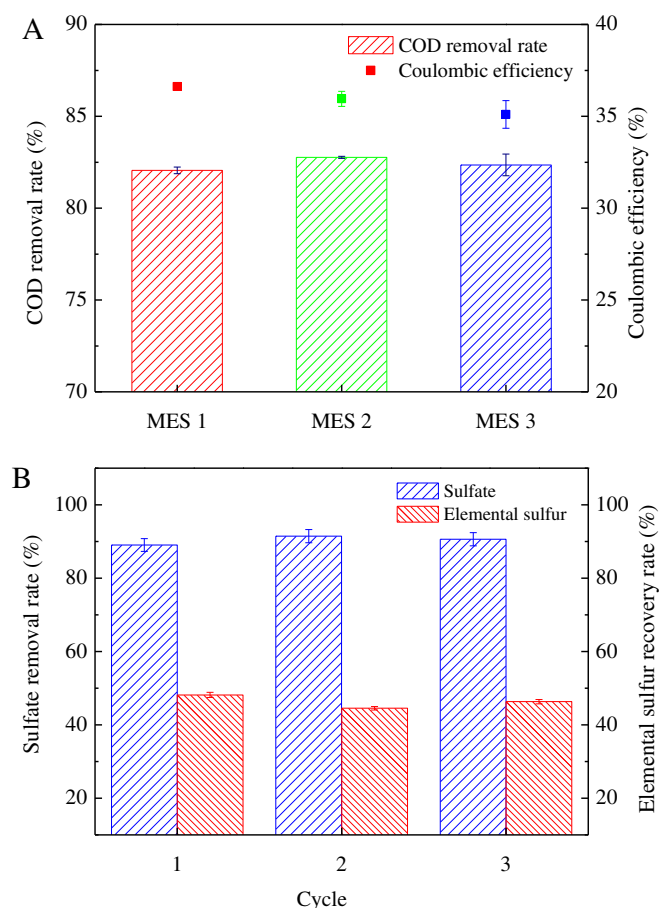 A
90
85
80
75
70
COD removal rate (%)
COD removal rate
Coulombic efficiency
40
35
30
25
20
Coulombic efficiency (%)
MES 1
MES 2
MES 3
B
100
80
60
40
20
Sulfate removal rate (%)
Sulfate
Elemental sulfur
100
80
60
40
20
Elemental sulfur recovery rate (%)
1
2
3
Cycle